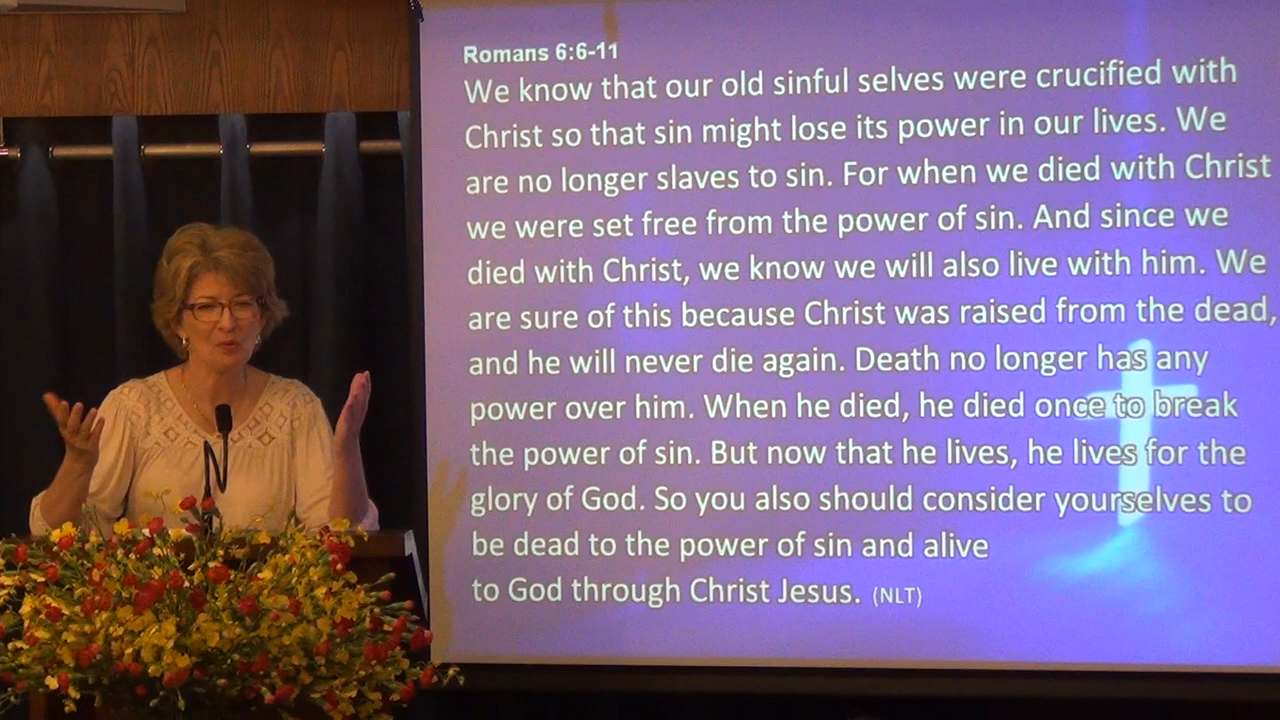 Romans 6:6-11
We know that our old sinful selves were crucified with
Christ so that sin might lose its power in our lives. We
are no longer slaves to sin. For when we died with Christ
we were set free from the power of sin. And since we
died with Christ, we know we will also live with him. We
are sure of this because Christ was raised from the dead,
and he will never die again. Death no longer has any
power over him. When he died, he died once to break
the power of sin. But now that he lives, he lives for the
glory of God. So you also should consider yourselves to
be dead to the power of sin and alive
to God through Christ Jesus. (NLT)